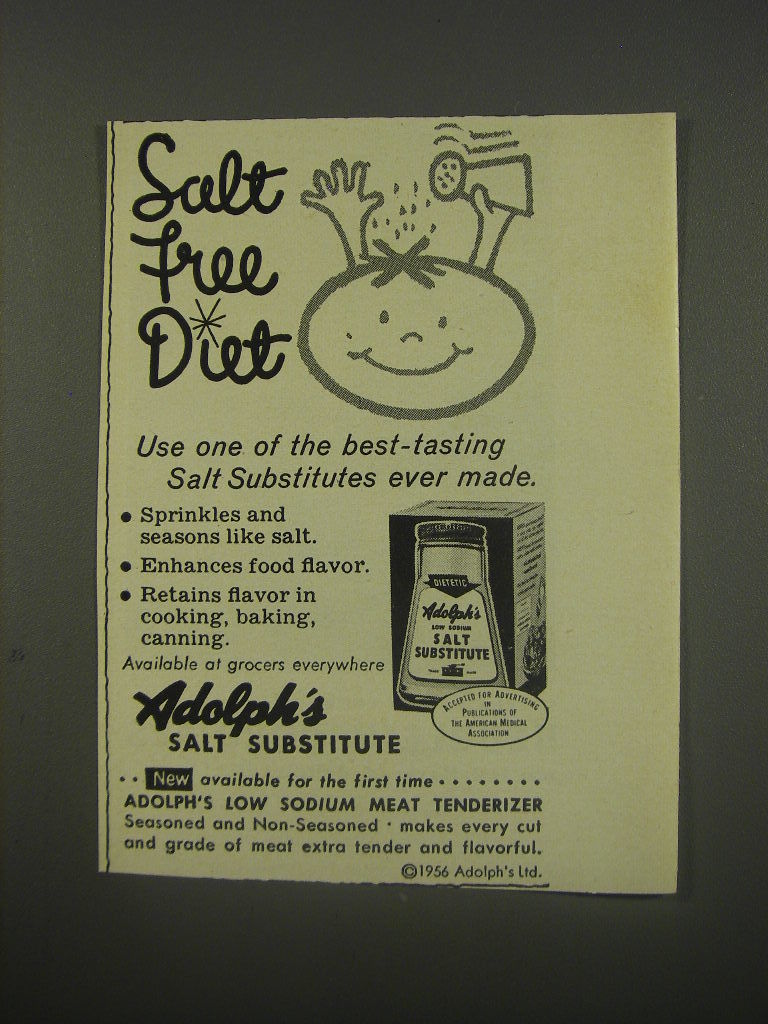 Salt
Free
Diet
Use one of the best-tasting
Salt Substitutes ever made.
• Sprinkles and
seasons like salt.
• Enhances food flavor.
• Retains flavor in
cooking, baking,
canning.
Available at grocers everywhere
DIETETIC
Adolph's
LOW SODIUM
SALT
SUBSTITUTE
TRADE MARK
ACCEPTED FOR ADVERTISING
IN
PUBLICATIONS OF
THE AMERICAN MEDICAL
ASSOCIATION
Adolph's
SALT SUBSTITUTE
·· New available for the first time ········
ADOLPH'S LOW SODIUM MEAT TENDERIZER
Seasoned and Non-Seasoned · makes every cut
and grade of meat extra tender and flavorful.
©1956 Adolph's Ltd.